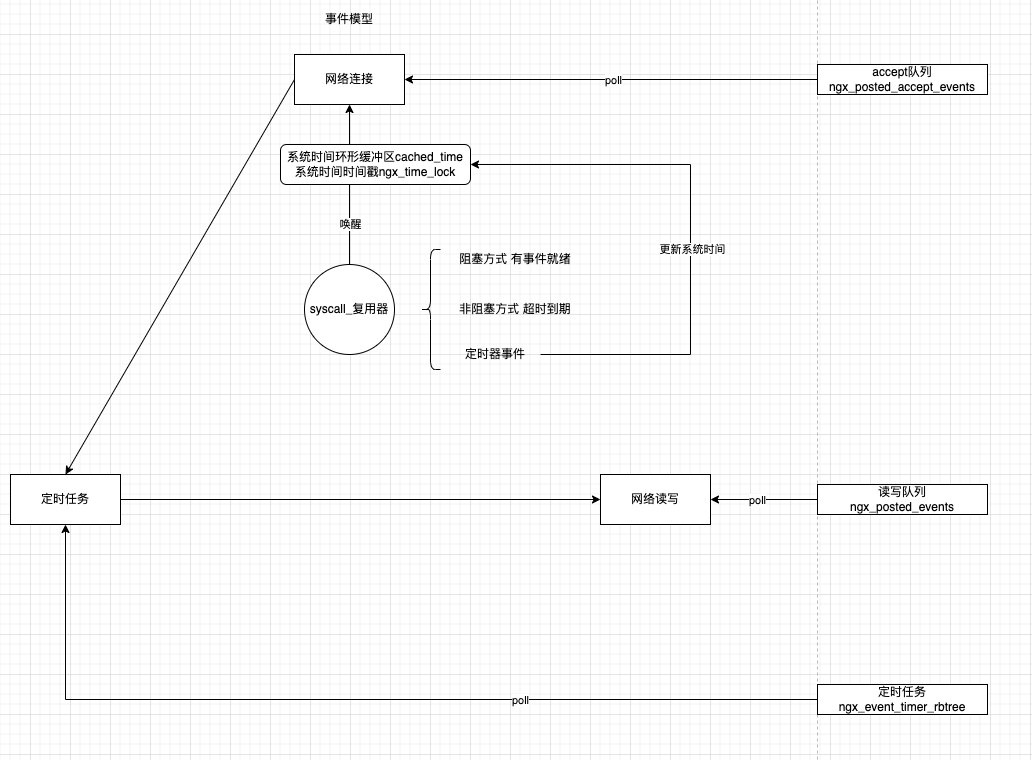 事件模型
网络连接
poll
accept队列
ngx_posted_accept_events
系统时间环形缓冲区cached_time
系统时间时间戳ngx_time_lock
唤醒
更新系统时间
阻塞方式 有事件就绪
syscall_复用器
非阻塞方式 超时到期
定时器事件
定时任务
网络读写
poll
读写队列
ngx_posted_events
poll
定时任务
ngx_event_timer_rbtree